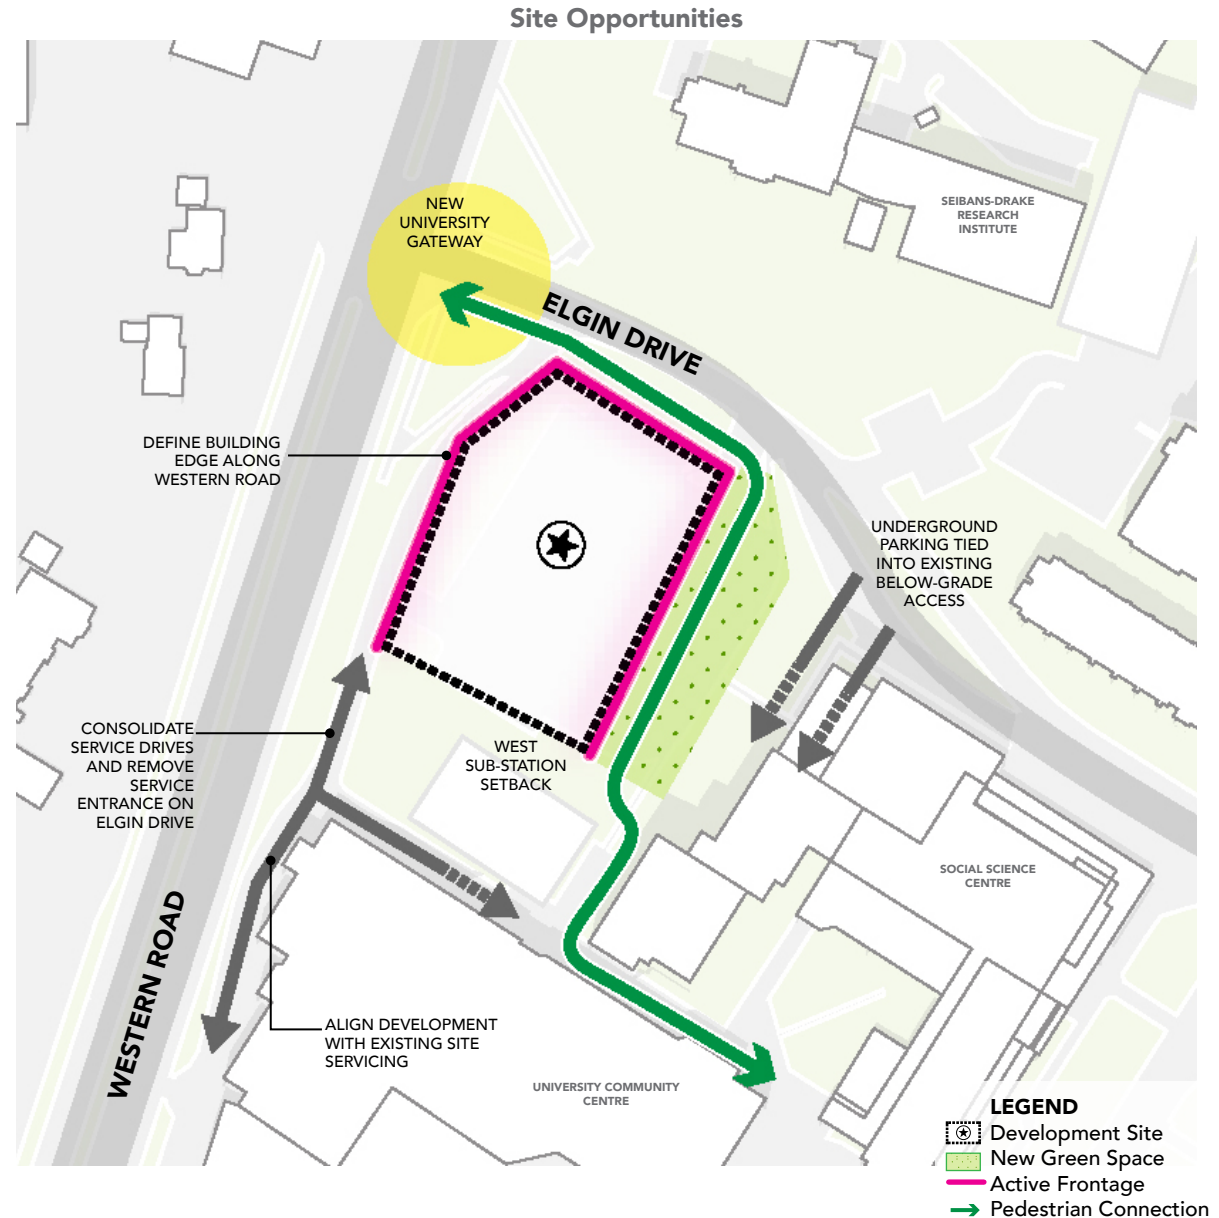 Site Opportunities
NEW
UNIVERSITY
GATEWAY
SEIBANS-DRAKE
RESEARCH
INSTITUTE
ELGIN DRIVE
DEFINE BUILDING
EDGE ALONG
WESTERN ROAD
UNDERGROUND
PARKING TIED
INTO EXISTING
BELOW-GRADE
ACCESS
CONSOLIDATE
SERVICE DRIVES
AND REMOVE
SERVICE
ENTRANCE ON
ELGIN DRIVE
WEST
SUB-STATION
SETBACK
SOCIAL SCIENCE
CENTRE
WESTERN ROAD
ALIGN DEVELOPMENT
WITH EXISTING SITE
SERVICING
UNIVERSITY COMMUNITY
CENTRE
LEGEND
Development Site
New Green Space
Active Frontage
Pedestrian Connection